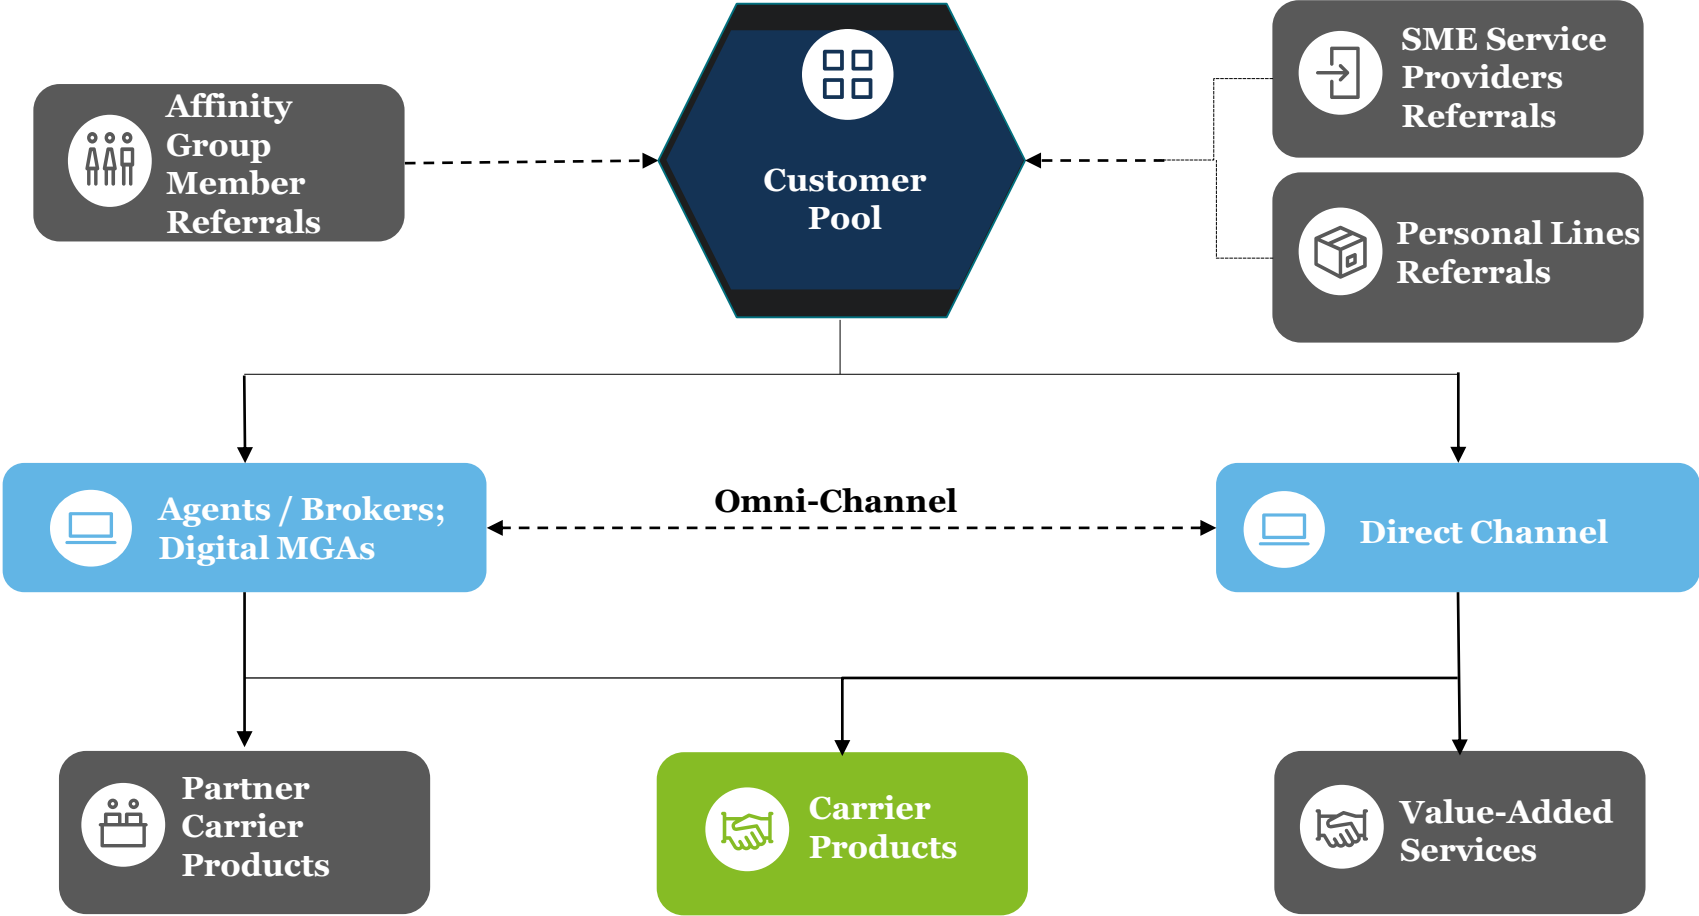 Affinity
Group
Member
Referrals
Customer
Pool
SME Service
Providers
Referrals
Personal Lines
Referrals
Agents / Brokers;
Digital MGAs
Omni-Channel
Direct Channel
Partner
Carrier
Products
Carrier
Products
Value-Added
Services